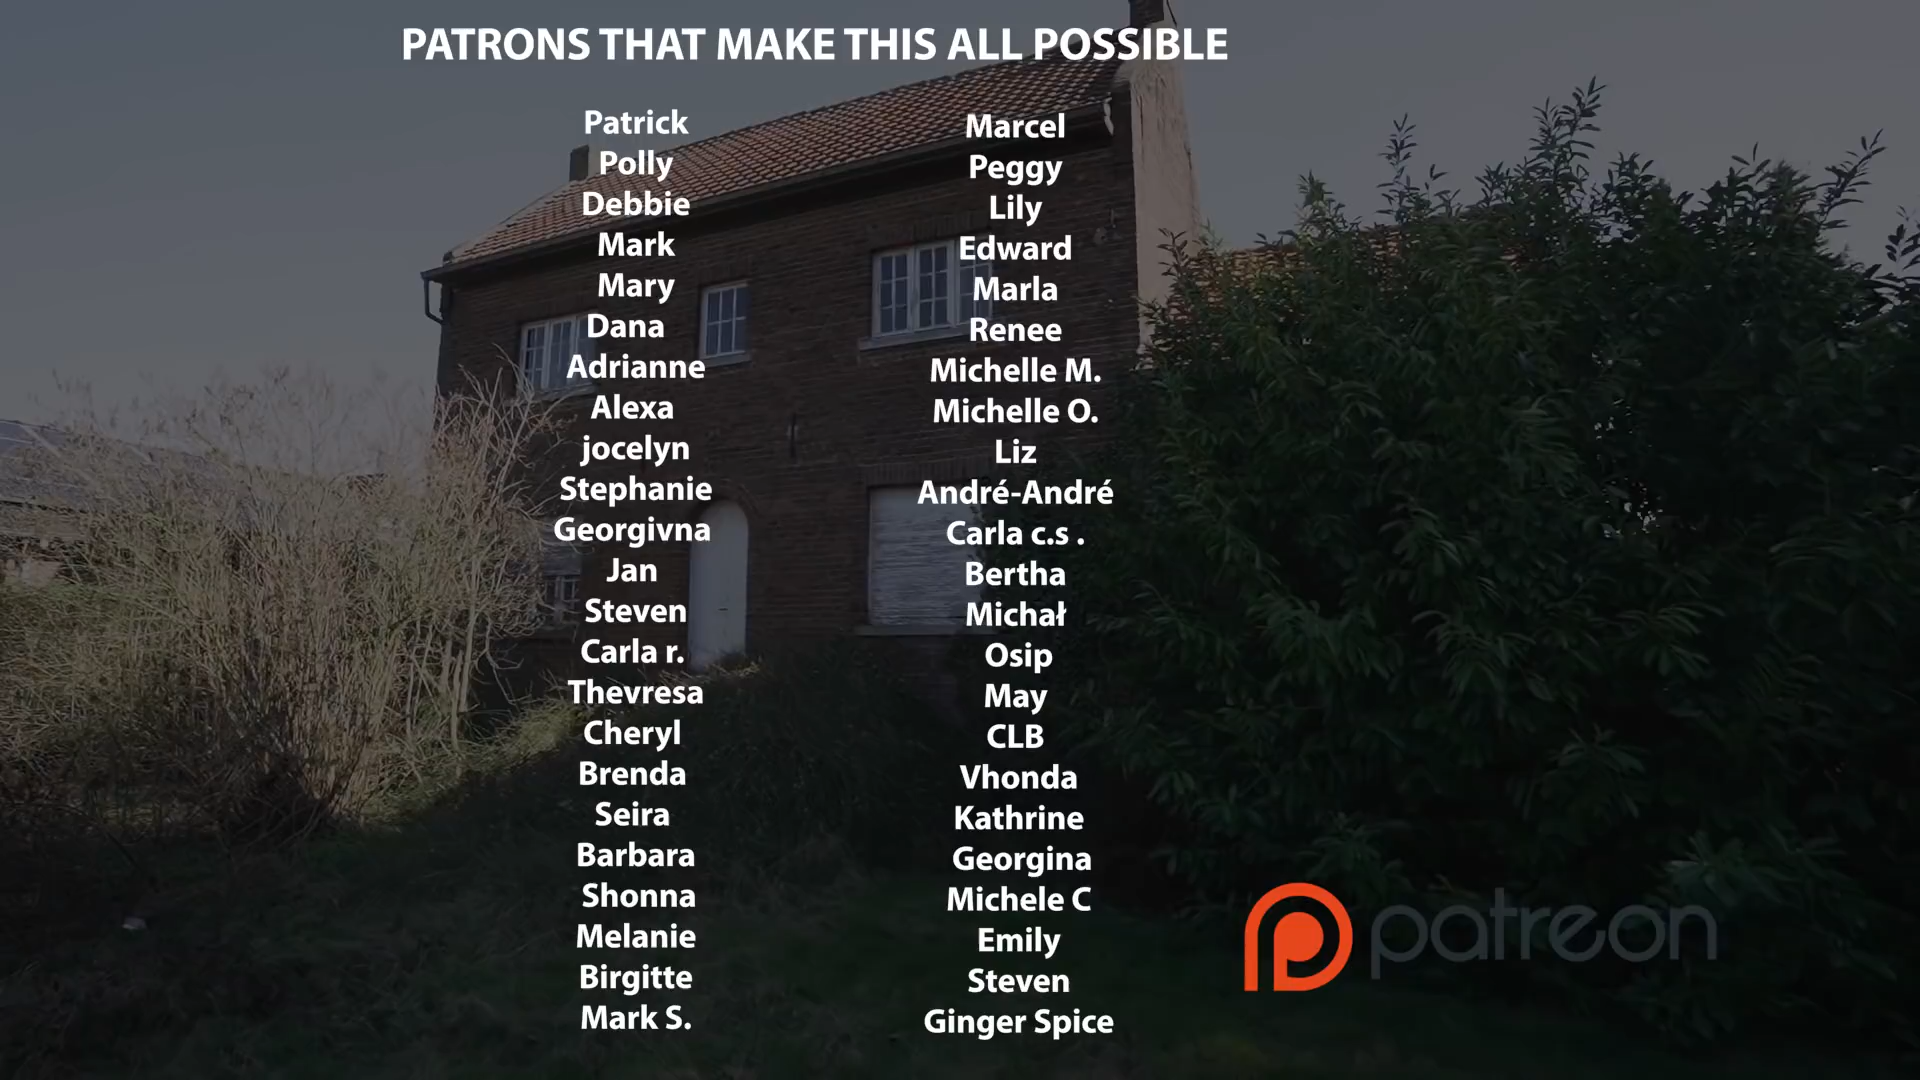 PATRONS THAT MAKE THIS ALL POSSIBLE
Patrick
Polly
Debbie
Mark
Mary
Dana
Adrianne
Alexa
jocelyn
Stephanie
Georgivna
Jan
Steven
Carla r.
Thevresa
Cheryl
Brenda
Seira
Barbara
Shonna
Melanie
Birgitte
Mark S.
Marcel
Peggy
Lily
Edward
Marla
Renee
Michelle M.
Michelle O.
Liz
André-André
Carla c.s .
Bertha
Michał
Osip
May
CLB
Vhonda
Kathrine
Georgina
Michele C
Emily
Steven
Ginger Spice
patreon